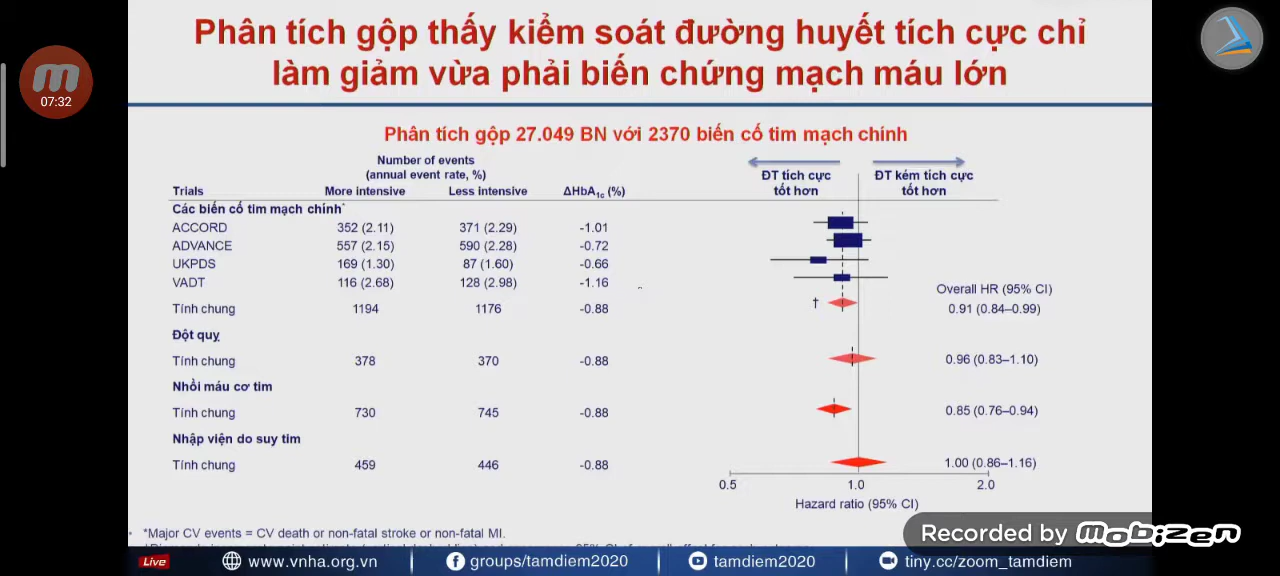 Phân tích gộp thấy kiểm soát đường huyết tích cực chỉ
làm giảm vừa phải biến chứng mạch máu lớn
07:32
Phân tích gộp 27.049 BN với 2370 biến cố tim mạch chính
Number of events
(annual event rate, %)
Trials More intensive Less intensive ΔHbA1c (%)
ĐT tích cực
tốt hơn
ĐT kém tích cực
tốt hơn
Các biến cố tim mạch chính*
ACCORD 352 (2.11) 371 (2.29) -1.01
ADVANCE 557 (2.15) 590 (2.28) -0.72
UKPDS 169 (1.30) 87 (1.60) -0.66
VADT 116 (2.68) 128 (2.98) -1.16
Overall HR (95% CI)
Tính chung 1194 1176 -0.88 † 0.91 (0.84–0.99)
Đột quỵ
Tính chung 378 370 -0.88 0.96 (0.83–1.10)
Nhồi máu cơ tim
Tính chung 730 745 -0.88 0.85 (0.76–0.94)
Nhập viện do suy tim
Tính chung 459 446 -0.88 1.00 (0.86–1.16)
0.5 1.0 2.0
Hazard ratio (95% CI)
*Major CV events = CV death or non-fatal stroke or non-fatal MI.
Recorded by mobizen
Live www.vnha.org.vn groups/tamdiem2020 tamdiem2020 tiny.cc/zoom_tamdiem